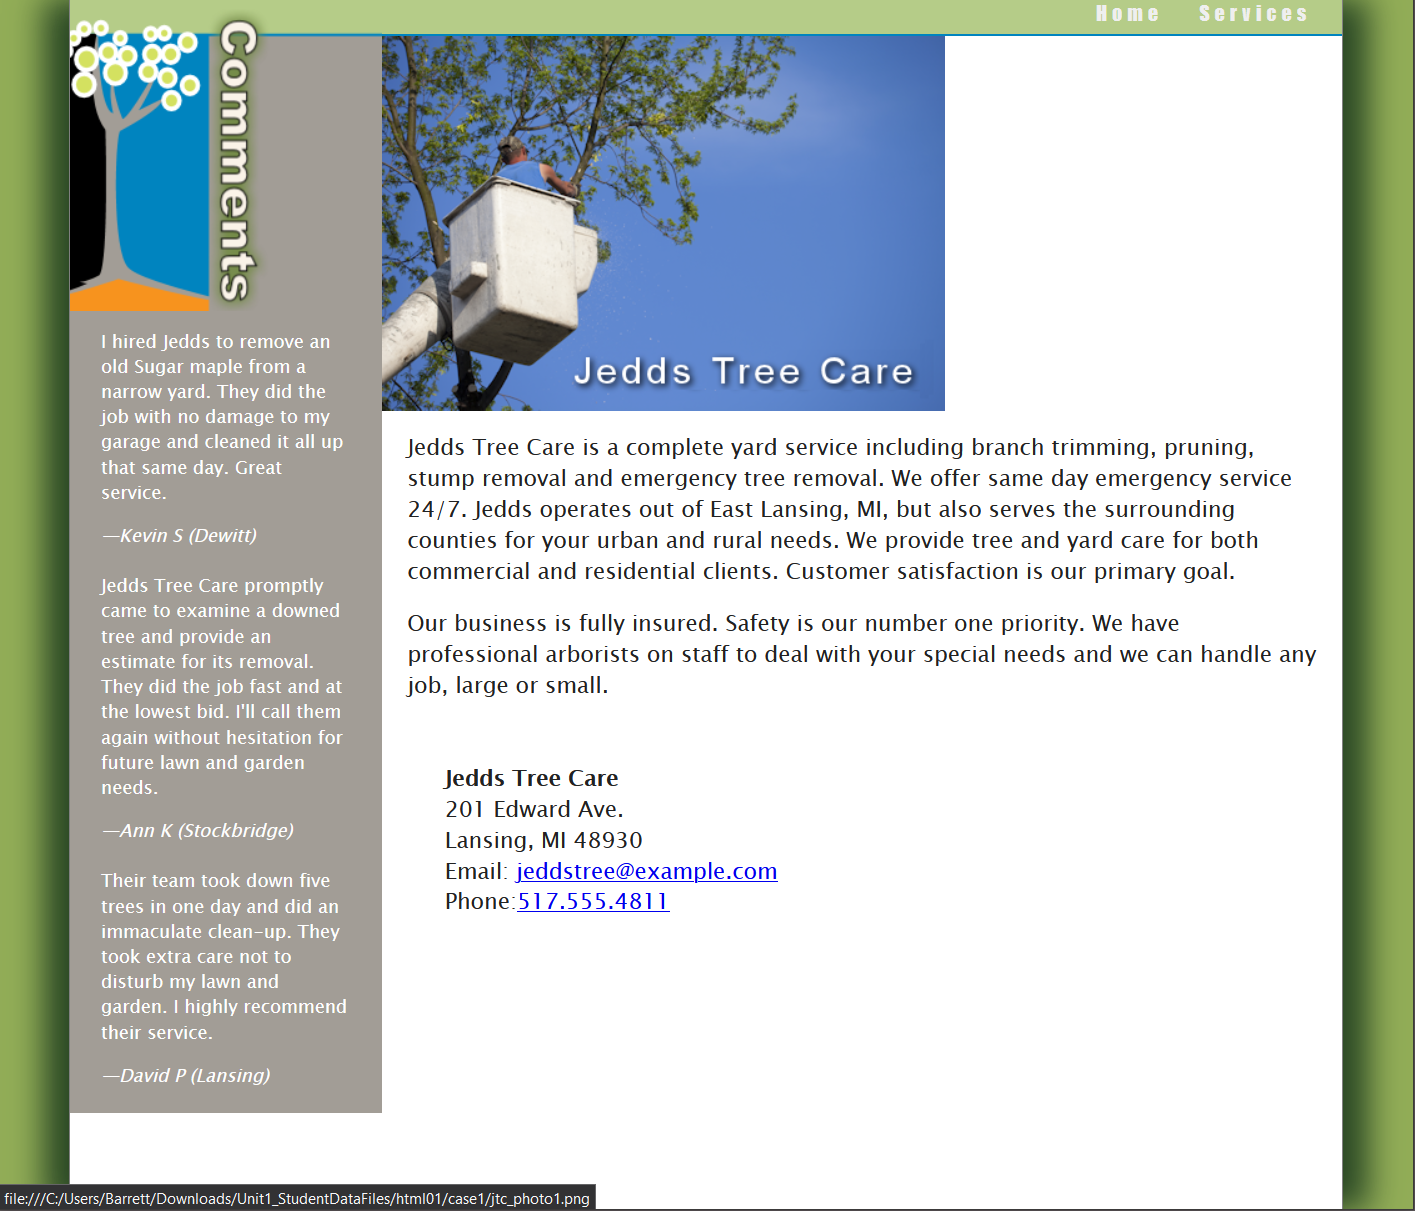 Home Services
Comments
I hired Jedds to remove an
old Sugar maple from a
narrow yard. They did the
job with no damage to my
garage and cleaned it all up
that same day. Great
service.
—Kevin S (Dewitt)
Jedds Tree Care promptly
came to examine a downed
tree and provide an
estimate for its removal.
They did the job fast and at
the lowest bid. I'll call them
again without hesitation for
future lawn and garden
needs.
—Ann K (Stockbridge)
Their team took down five
trees in one day and did an
immaculate clean-up. They
took extra care not to
disturb my lawn and
garden. I highly recommend
their service.
—David P (Lansing)
Jedds Tree Care
Jedds Tree Care is a complete yard service including branch trimming, pruning,
stump removal and emergency tree removal. We offer same day emergency service
24/7. Jedds operates out of East Lansing, MI, but also serves the surrounding
counties for your urban and rural needs. We provide tree and yard care for both
commercial and residential clients. Customer satisfaction is our primary goal.
Our business is fully insured. Safety is our number one priority. We have
professional arborists on staff to deal with your special needs and we can handle any
job, large or small.
Jedds Tree Care
201 Edward Ave.
Lansing, MI 48930
Email: jeddstree@example.com
Phone:517.555.4811
file:///C:/Users/Barrett/Downloads/Unit1_StudentDataFiles/html01/case1/jtc_photo1.png